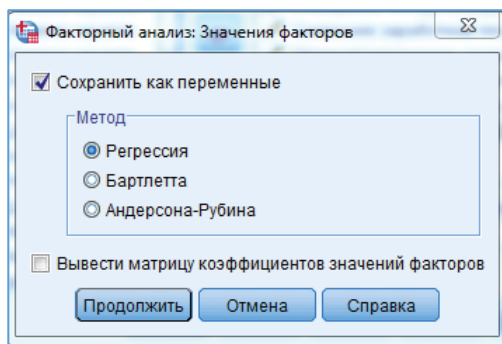 Факторный анализ: Значения факторов
Сохранить как переменные
Метод
Регрессия
Бартлетта
Андерсона-Рубина
Вывести матрицу коэффициентов значений факторов
Продолжить Отмена Справка